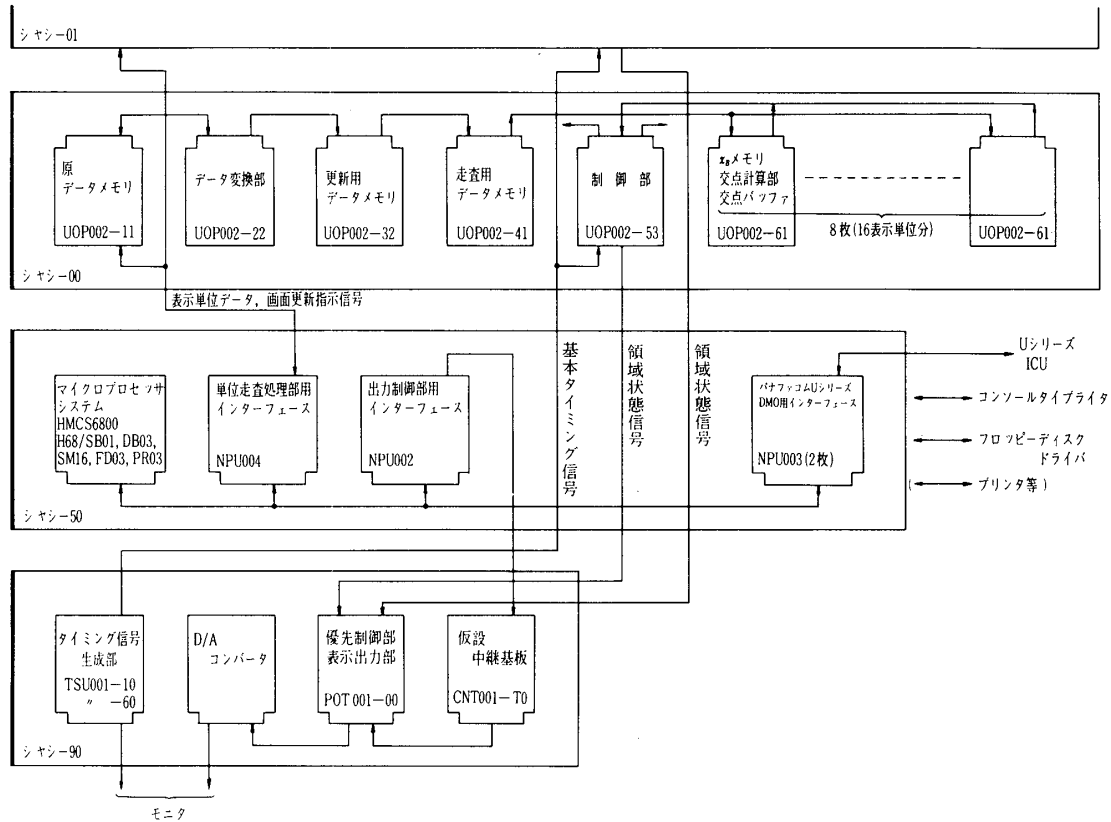 シャシー01
原
データメモリ
UOP002-11
データ変換部
UOP002-22
更新用
データメモリ
UOP002-32
走査用
データメモリ
UOP002-41
制御部
UOP002-53
xBメモリ
交点計算部
交点バッファ
UOP002-61
8枚(16表示単位分)
UOP002-61
シャシー00
表示単位データ,画面更新指示信号
基本タイミング信号
領域状態信号
領域状態信号
マイクロプロセッサ
システム
HMCS6800
H68/SB01, DB03,
SM16, FD03, PR03
単位走査処理部用
インターフェース
NPU004
出力制御部用
インターフェース
NPU002
パナファコムUシリーズ
DMO用インターフェース
NPU003(2枚)
シャシー50
Uシリーズ
ICU
コンソールタイプライタ
フロッピーディスク
ドライバ
( プリンタ等 )
タイミング信号
生成部
TSU001-10
〃 -60
D/A
コンバータ
優先制御部
表示出力部
POT001-00
仮設
中継基板
CNT001-T0
シャシー90
モニタ